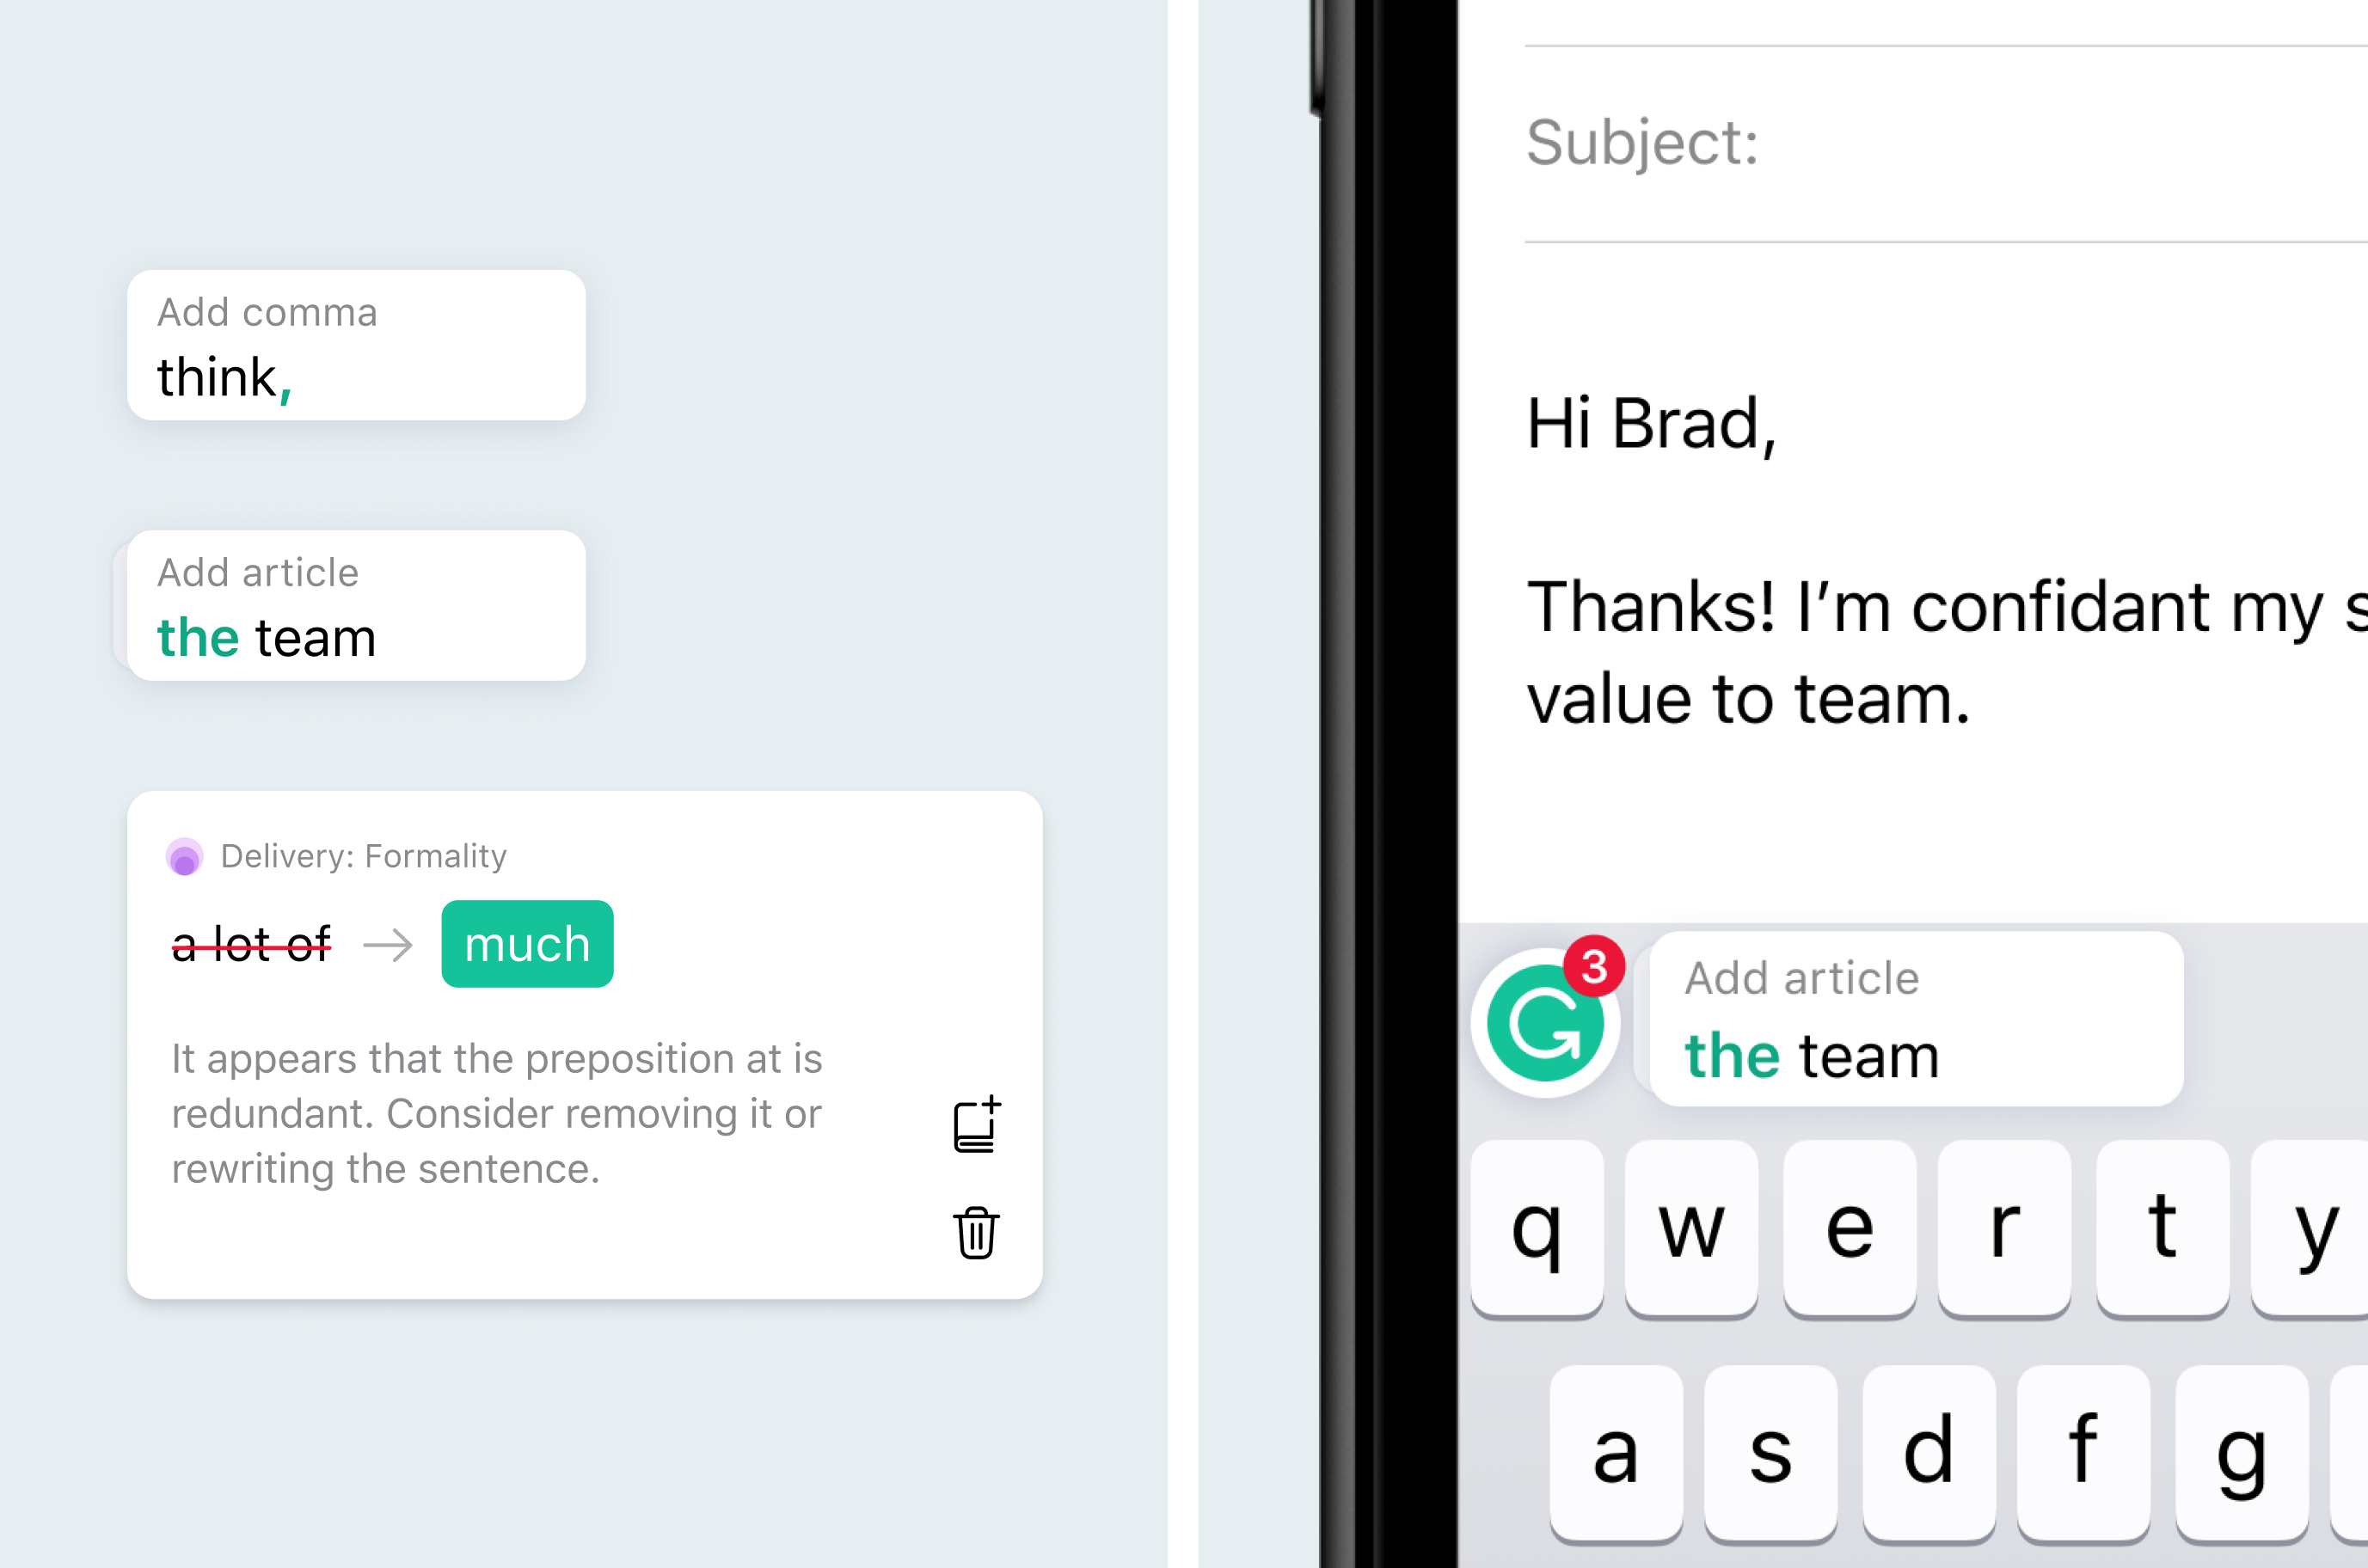 Add comma
think,
Add article
the team
Delivery: Formality
a lot of → much
It appears that the preposition at is
redundant. Consider removing it or
rewriting the sentence.
Subject:
Hi Brad,
Thanks! I’m confidant my s
value to team.
3
Add article
the team
q w e r t y
a s d f g